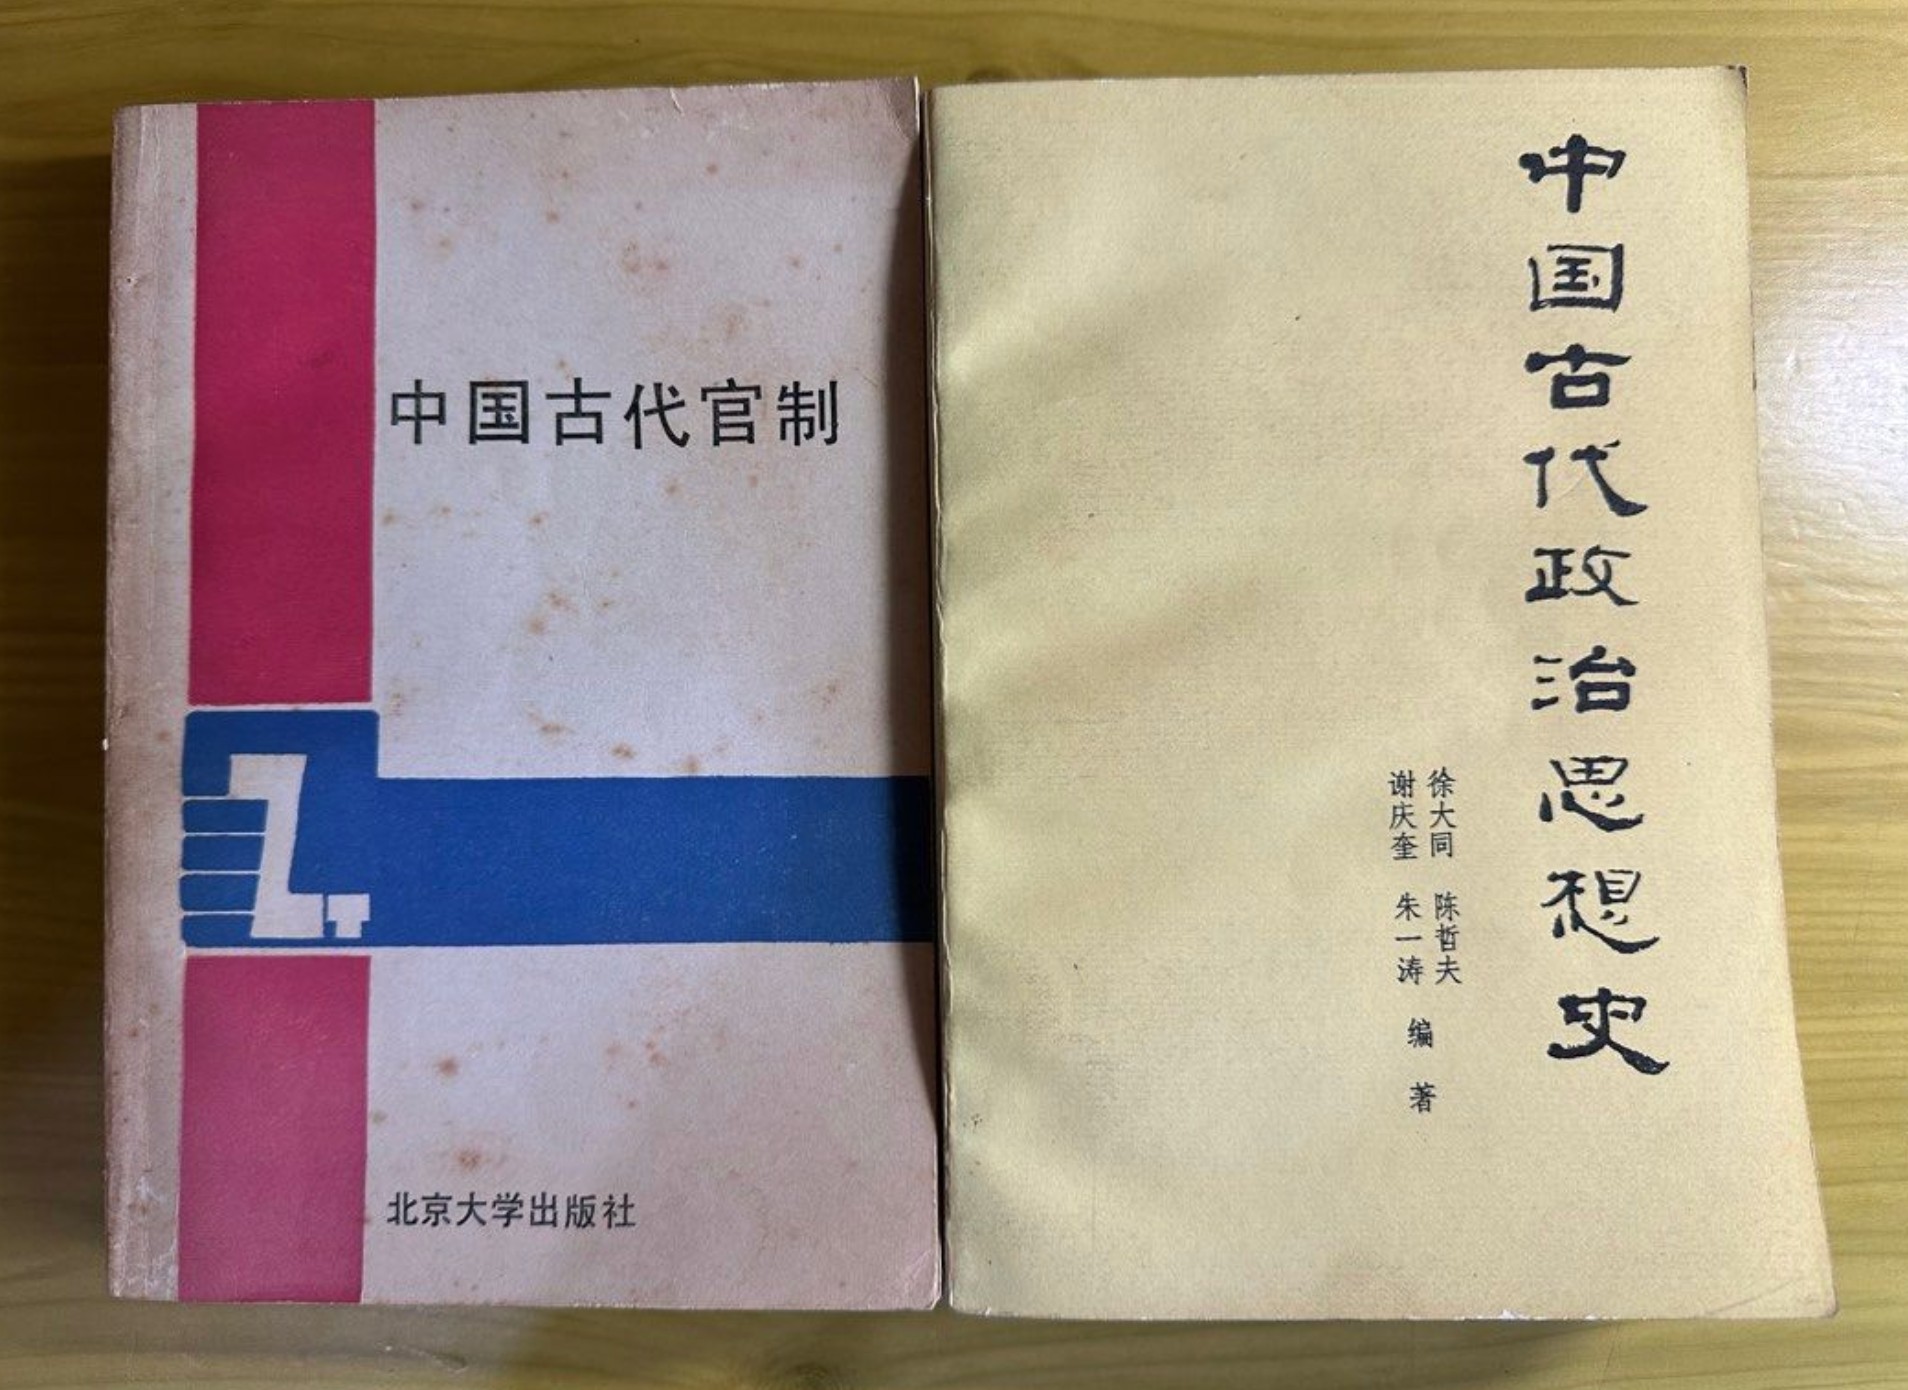 中国古代官制
北京大学出版社
中国古代政治思想史
徐大同 陈哲夫
谢庆奎 朱一涛
编著